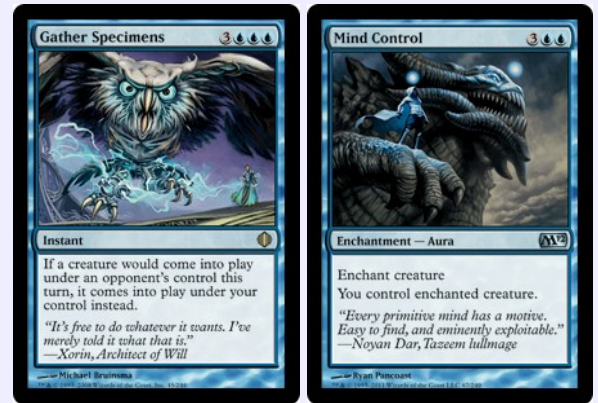 Gather Specimens 3
Instant
If a creature would come into play
under an opponent's control this
turn, it comes into play under your
control instead.
"It's free to do whatever it wants. I've
merely told it what that is."
—Xorin, Architect of Will
Michael Bruinsma
Mind Control 3
Enchantment — Aura
M12
Enchant creature
You control enchanted creature.
"Every primitive mind has a motive.
Easy to find, and eminently exploitable."
—Noyan Dar, Tazeem lullmage
Ryan Pancoast